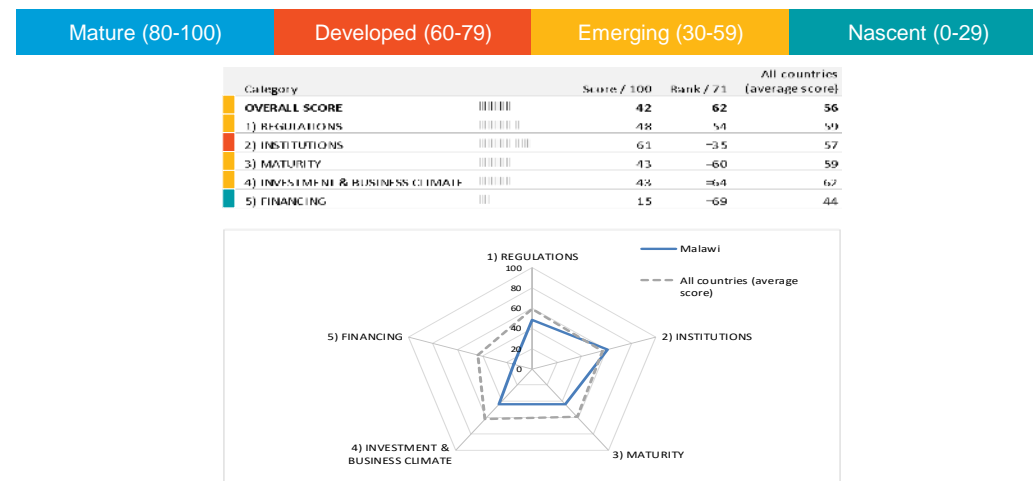 Mature (80-100) Developed (60-79) Emerging (30-59) Nascent (0-29)
All countries
Category Score / 100 Rank / 71 (average score)
OVERALL SCORE 42 62 56
1) REGULATIONS 48 54 59
2) INSTITUTIONS 61 =35 57
3) MATURITY 43 =60 59
4) INVESTMENT & BUSINESS CLIMATE 43 =64 62
5) FINANCING 15 =69 44
Malawi
All countries (average
score)
1) REGULATIONS
100
80
60
40
20
0
2) INSTITUTIONS
3) MATURITY
4) INVESTMENT &
BUSINESS CLIMATE
5) FINANCING